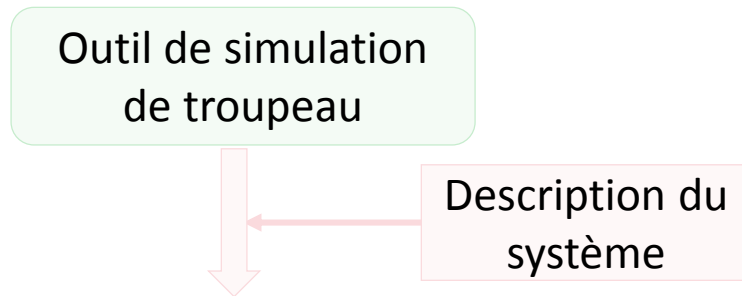 Outil de simulation
de troupeau
Description du
système